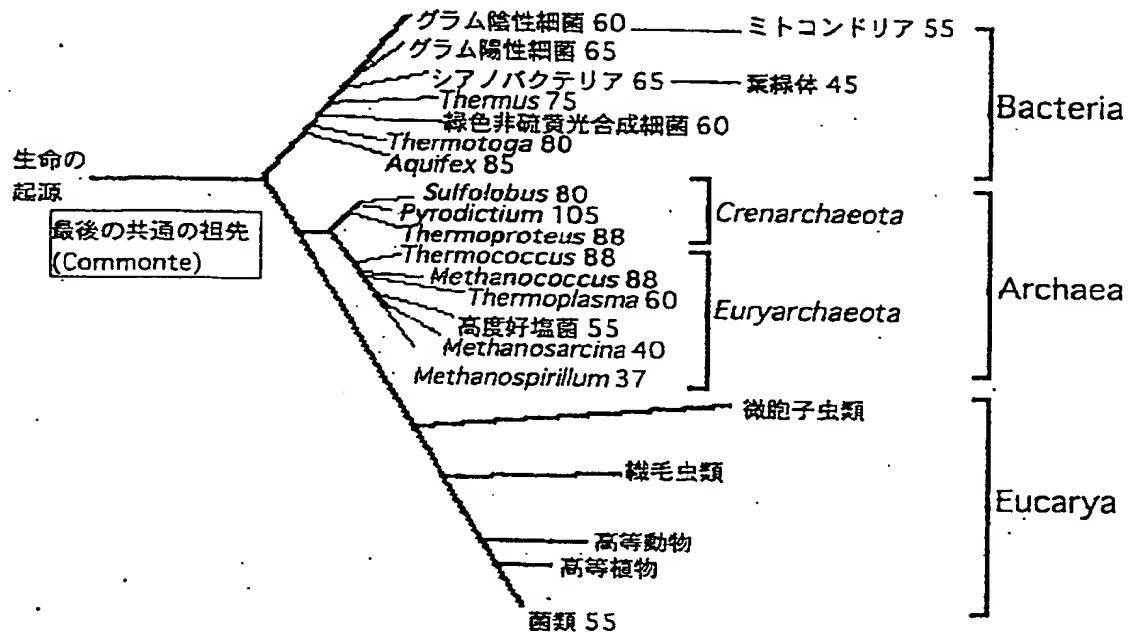 グラム陰性細菌 60
ミトコンドリア 55
グラム陽性細菌 65
シアノバクテリア 65
葉緑体 45
Thermus 75
緑色非硫黄光合成細菌 60
Thermotoga 80
Aquifex 85
Bacteria
生命の
起源
最後の共通の祖先
(Commonte)
Sulfolobus 80
Pyrodictium 105
Thermoproteus 88
Crenarchaeota
Thermococcus 88
Methanococcus 88
Thermoplasma 60
高度好塩菌 55
Methanosarcina 40
Methanospirillum 37
Euryarchaeota
Archaea
微胞子虫類
繊毛虫類
高等動物
高等植物
菌類 55
Eucarya